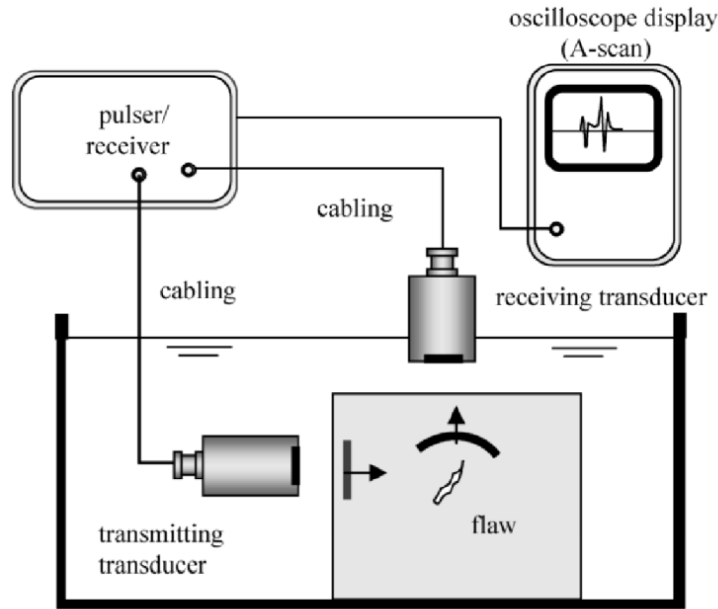 oscilloscope display
(A-scan)
pulser/
receiver
cabling
cabling
receiving transducer
flaw
transmitting
transducer